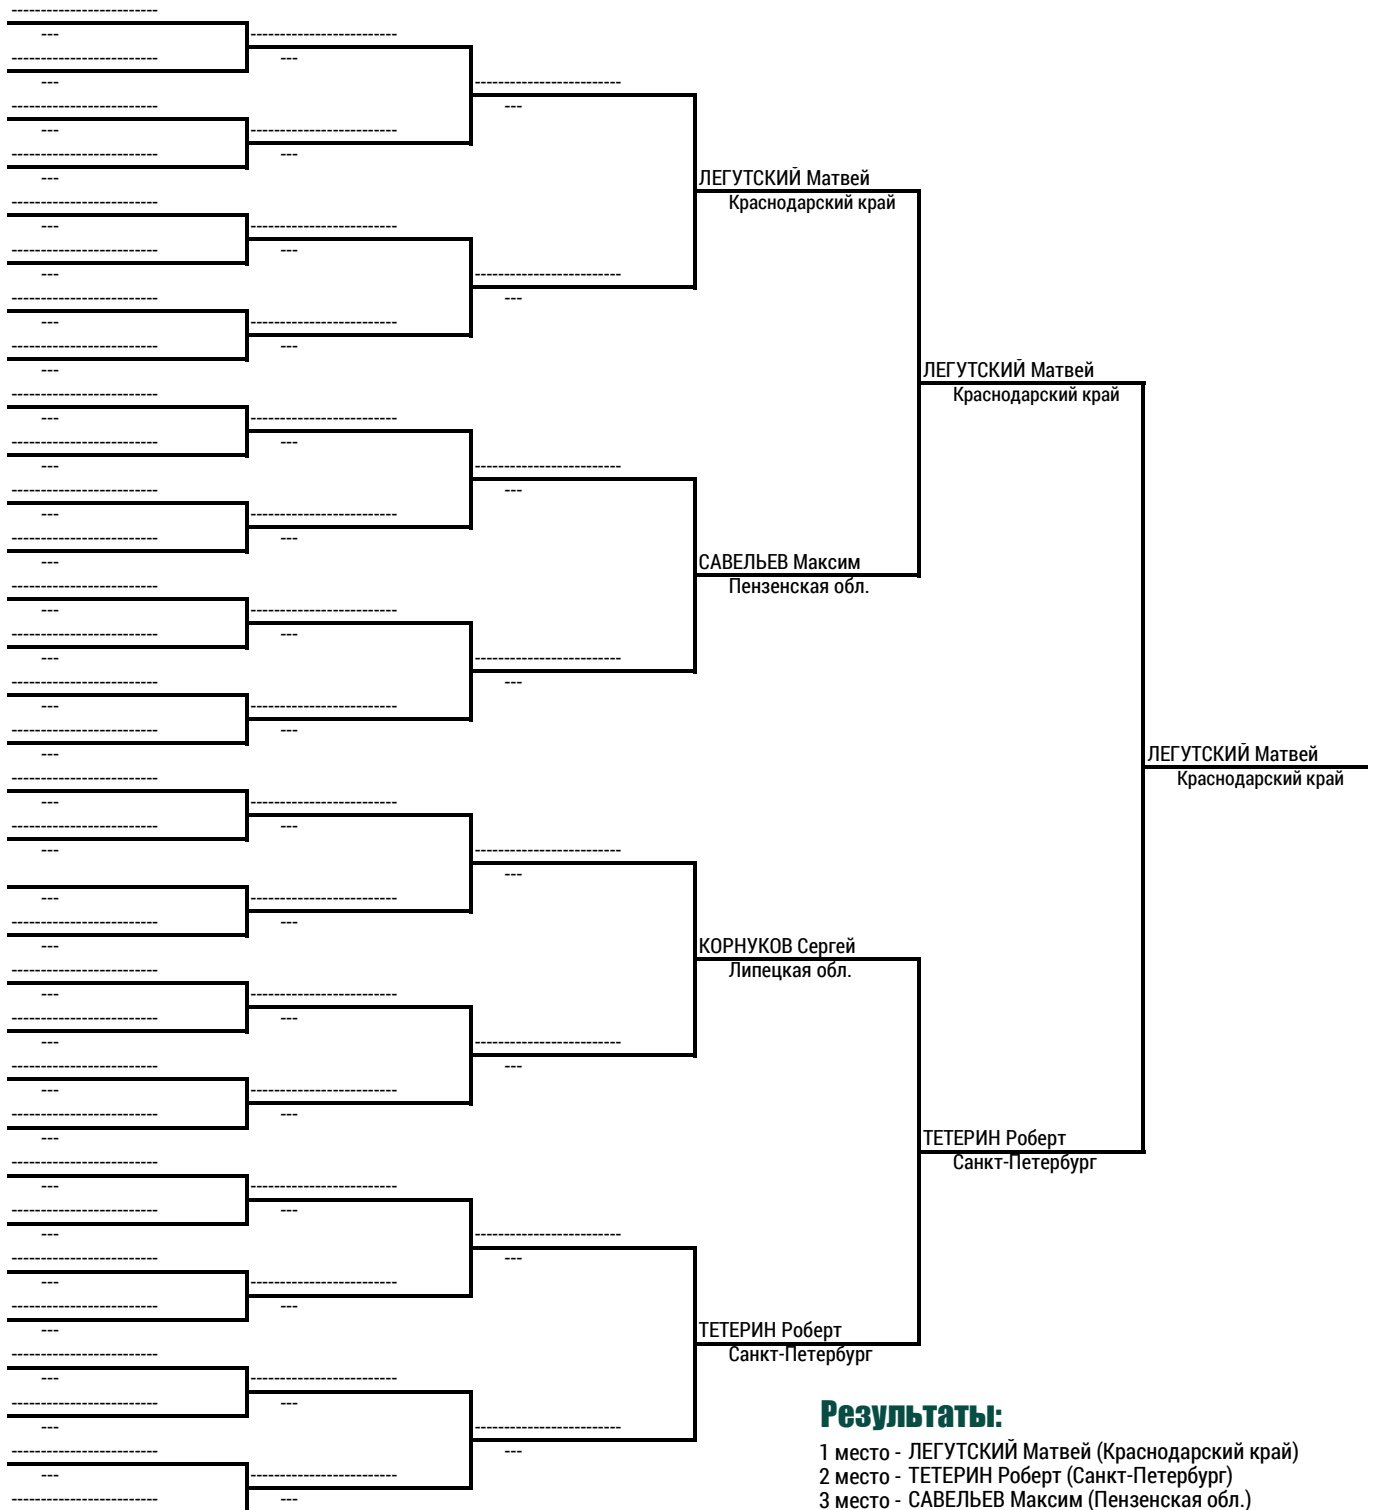 ЛЕГУТСКИЙ Матвей
Краснодарский край
ЛЕГУТСКИЙ Матвей
Краснодарский край
САВЕЛЬЕВ Максим
Пензенская обл.
ЛЕГУТСКИЙ Матвей
Краснодарский край
КОРНУКОВ Сергей
Липецкая обл.
ТЕТЕРИН Роберт
Санкт-Петербург
ТЕТЕРИН Роберт
Санкт-Петербург
Результаты:
1 место - ЛЕГУТСКИЙ Матвей (Краснодарский край)
2 место - ТЕТЕРИН Роберт (Санкт-Петербург)
3 место - САВЕЛЬЕВ Максим (Пензенская обл.)